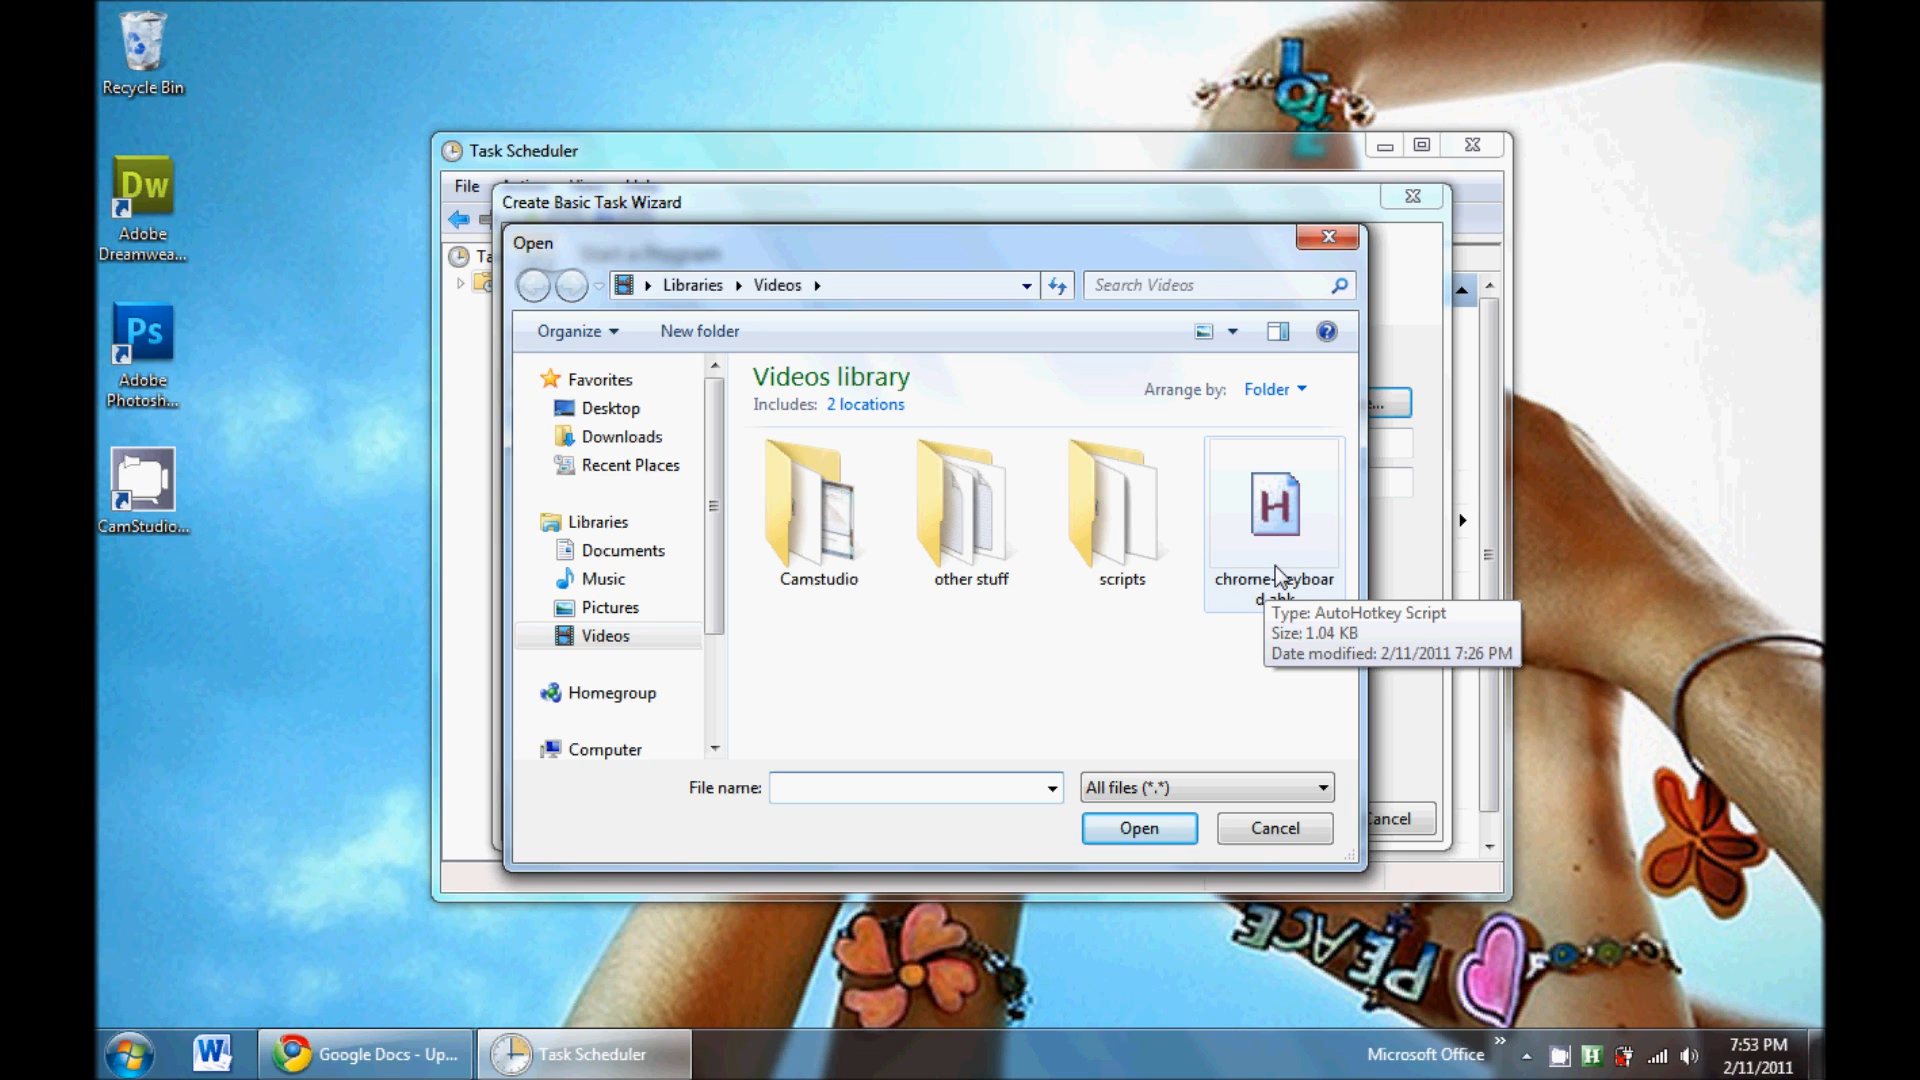 Recycle Bin
Dw
Adobe
Dreamwea...
Ps
Adobe
Photosh...
CamStudio...
Task Scheduler
File
Create Basic Task Wizard
Open
Libraries
Videos
Search Videos
Organize
New folder
Favorites
Desktop
Downloads
Recent Places
Libraries
Documents
Music
Pictures
Videos
Homegroup
Computer
Videos library
Includes: 2 locations
Arrange by: Folder
Camstudio
other stuff
scripts
H
Type: AutoHotkey Script
Size: 1.04 KB
Date modified: 2/11/2011 7:26 PM
File name:
All files (*.*)
Open
Cancel
LOVE
PEACE
W
Google Docs - Up...
Task Scheduler
Microsoft Office
H
7:53 PM
2/11/2011